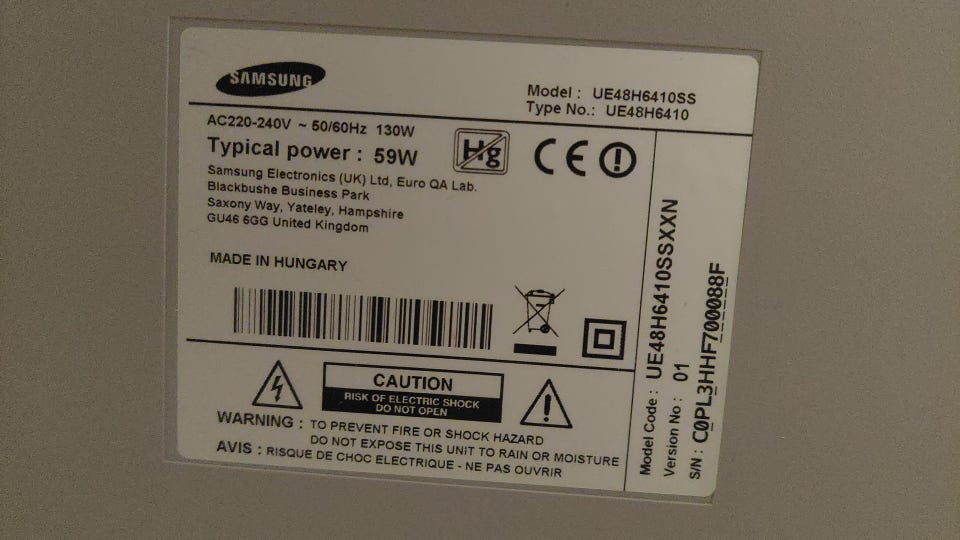 SAMSUNG
Model : UE48H6410SS
Type No.: UE48H6410
AC220-240V ~ 50/60Hz 130W
Typical power : 59W
Hg
CE
Samsung Electronics (UK) Ltd, Euro QA Lab.
Blackbushe Business Park
Saxony Way, Yateley, Hampshire
GU46 6GG United Kingdom
MADE IN HUNGARY
CAUTION
RISK OF ELECTRIC SHOCK
DO NOT OPEN
WARNING : TO PREVENT FIRE OR SHOCK HAZARD
DO NOT EXPOSE THIS UNIT TO RAIN OR MOISTURE
AVIS : RISQUE DE CHOC ELECTRIQUE - NE PAS OUVRIR
Model Code : UE48H6410SSXXN
Version No : 01
S/N : C0PL3HHF700088F